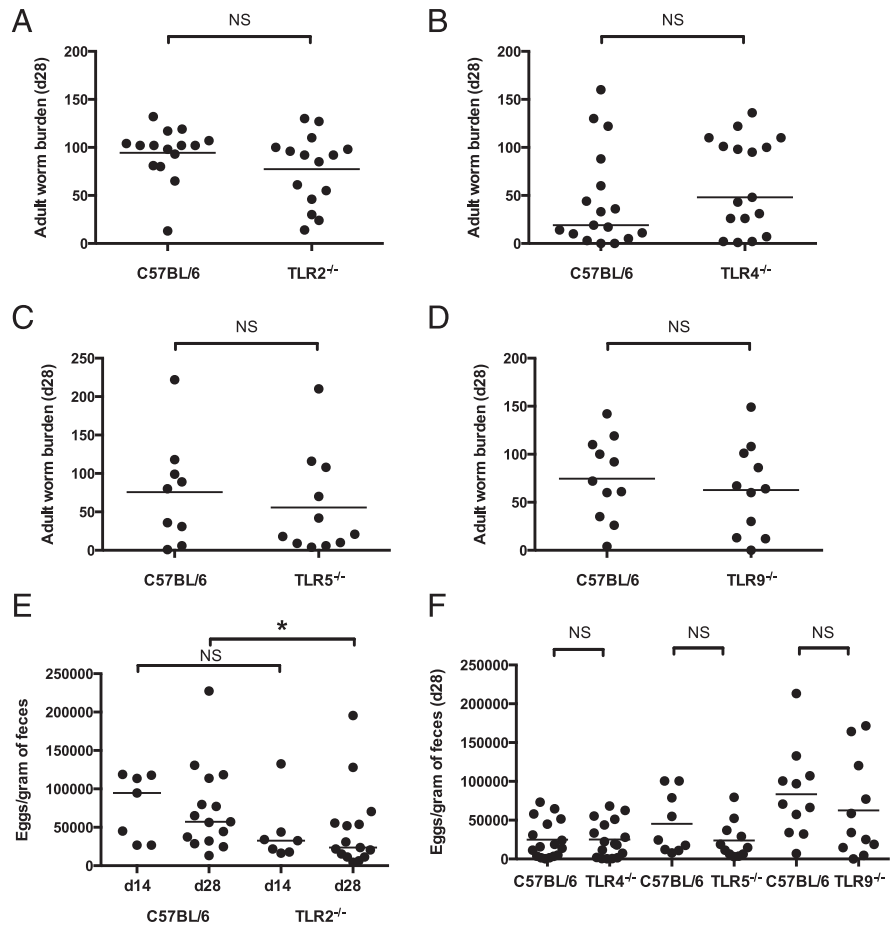 A
NS
Adult worm burden (d28)
200
150
100
50
0
C57BL/6
TLR2-/-
B
NS
Adult worm burden (d28)
200
150
100
50
0
C57BL/6
TLR4-/-
C
NS
Adult worm burden (d28)
250
200
150
100
50
0
C57BL/6
TLR5-/-
D
NS
Adult worm burden (d28)
200
150
100
50
0
C57BL/6
TLR9-/-
E
*
NS
Eggs/gram of feces
250000
200000
150000
100000
50000
0
d14 d28 d14 d28
C57BL/6 TLR2-/-
F
NS NS NS
Eggs/gram of feces (d28)
250000
200000
150000
100000
50000
0
C57BL/6 TLR4-/- C57BL/6 TLR5-/- C57BL/6 TLR9-/-